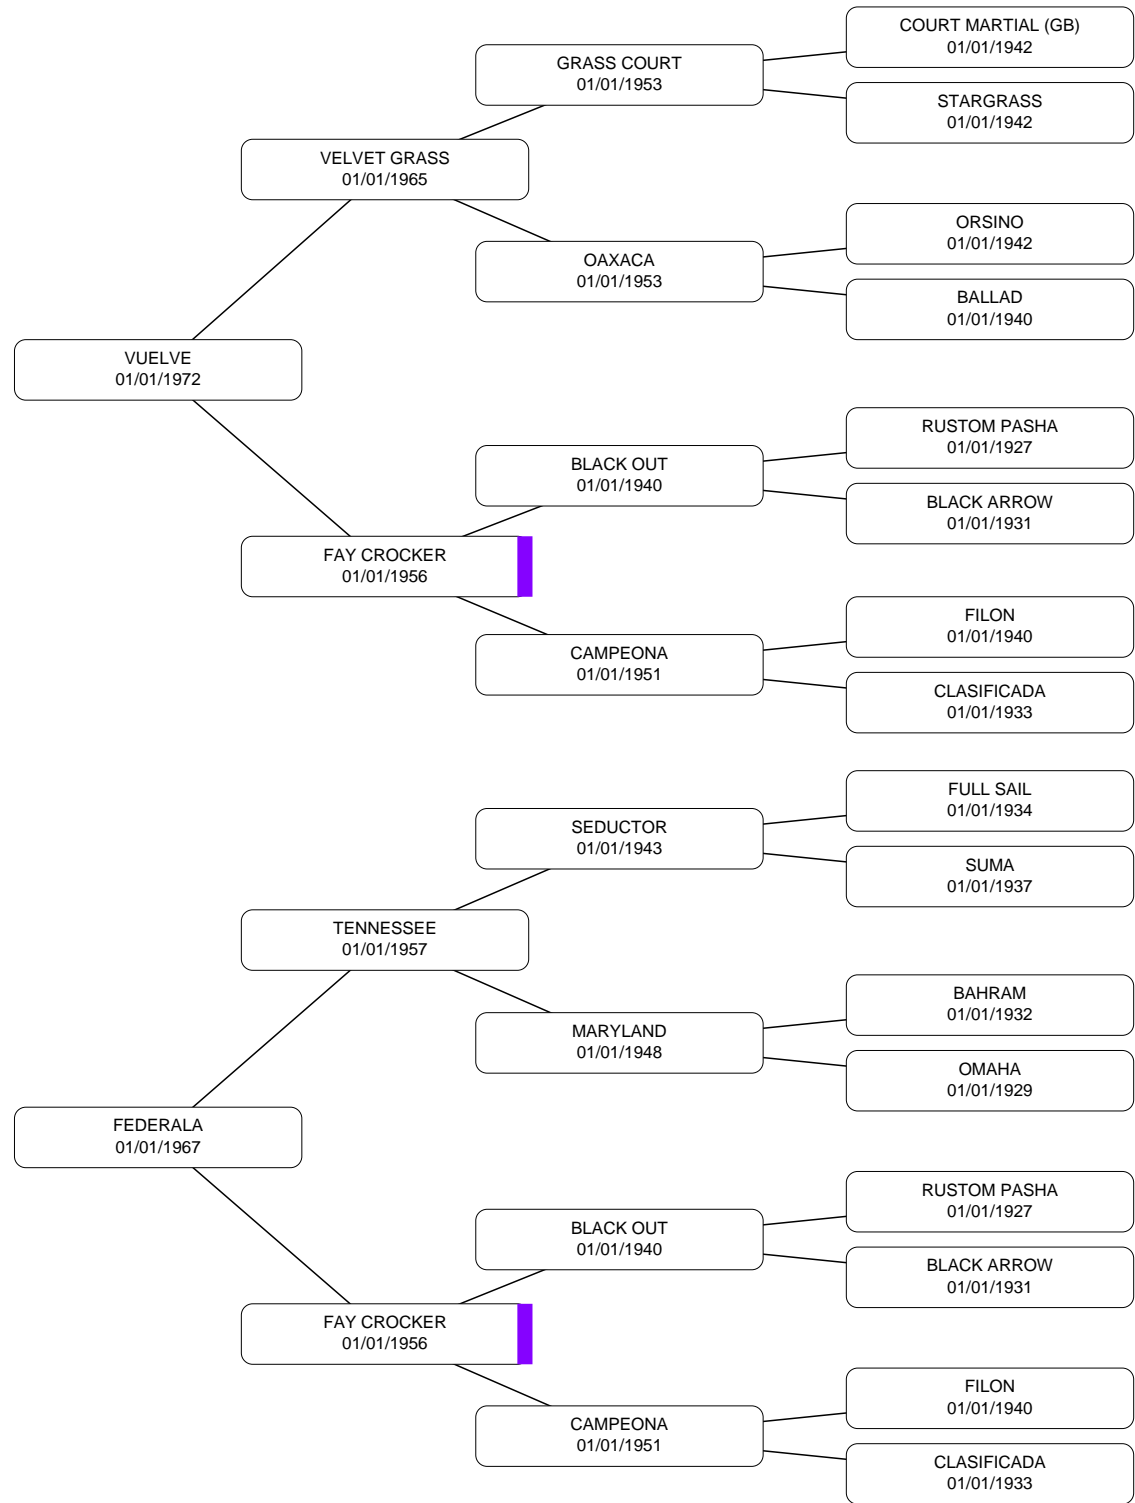 COURT MARTIAL (GB)
01/01/1942
GRASS COURT
01/01/1953
STARGRASS
01/01/1942
VELVET GRASS
01/01/1965
ORSINO
01/01/1942
OAXACA
01/01/1953
BALLAD
01/01/1940
VUELVE
01/01/1972
RUSTOM PASHA
01/01/1927
BLACK OUT
01/01/1940
BLACK ARROW
01/01/1931
FAY CROCKER
01/01/1956
FILON
01/01/1940
CAMPEONA
01/01/1951
CLASIFICADA
01/01/1933
FULL SAIL
01/01/1934
SEDUCTOR
01/01/1943
SUMA
01/01/1937
TENNESSEE
01/01/1957
BAHRAM
01/01/1932
MARYLAND
01/01/1948
OMAHA
01/01/1929
FEDERALA
01/01/1967
RUSTOM PASHA
01/01/1927
BLACK OUT
01/01/1940
BLACK ARROW
01/01/1931
FAY CROCKER
01/01/1956
FILON
01/01/1940
CAMPEONA
01/01/1951
CLASIFICADA
01/01/1933